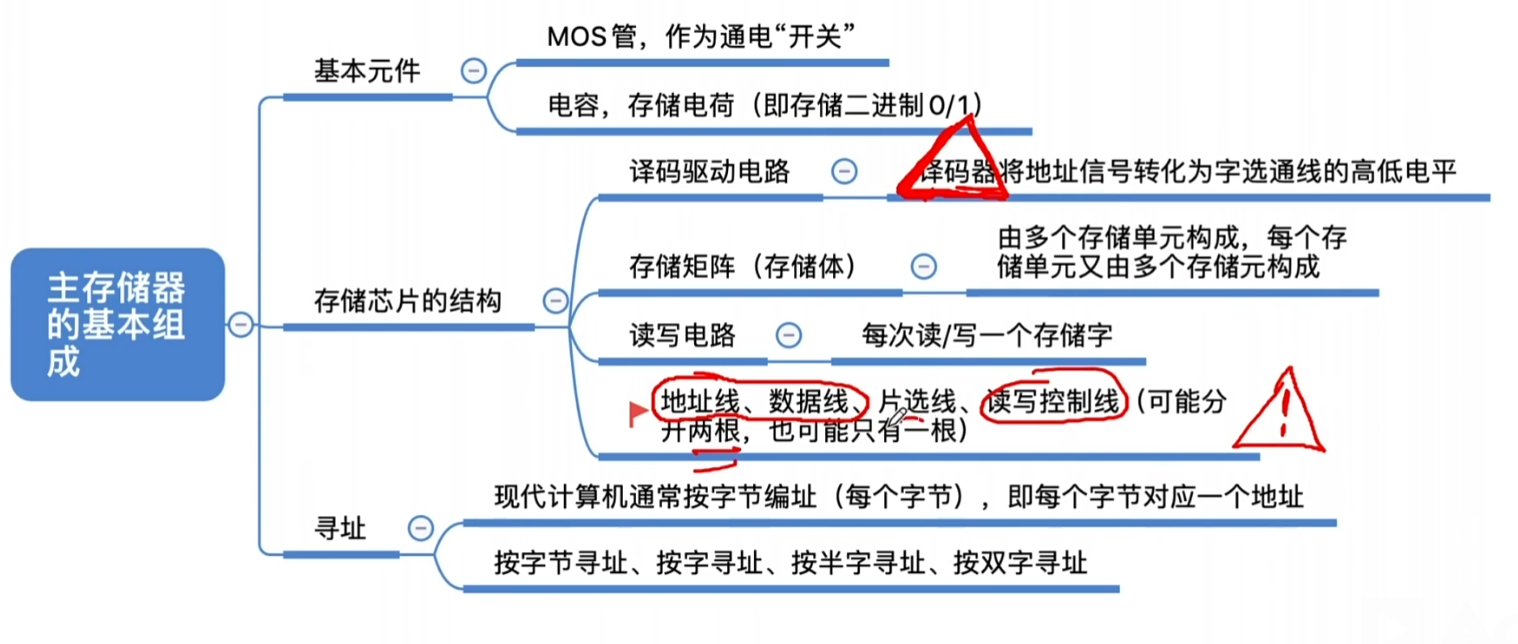 主存储器
的基本组
成
基本元件
MOS管，作为通电“开关”
电容，存储电荷（即存储二进制0/1）
存储芯片的结构
译码驱动电路
译码器将地址信号转化为字选通线的高低电平
存储矩阵（存储体）
由多个存储单元构成，每个存
储单元又由多个存储元构成
读写电路
每次读/写一个存储字
地址线、数据线、片选线、读写控制线（可能分
开两根，也可能只有一根）
寻址
现代计算机通常按字节编址（每个字节），即每个字节对应一个地址
按字节寻址、按字寻址、按半字寻址、按双字寻址